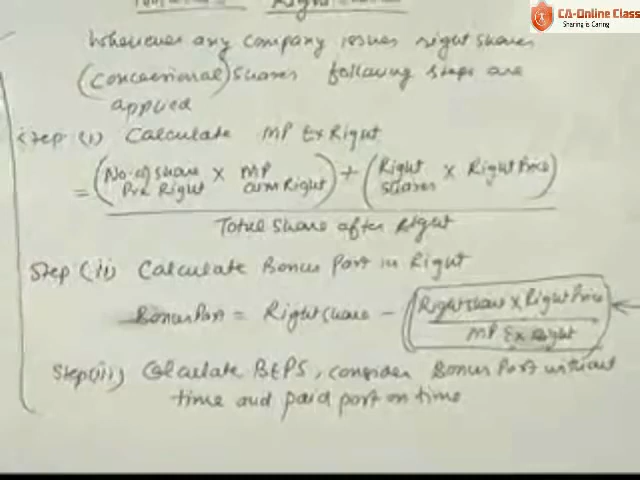 CA-Online Class
Sharing is Caring
Right Shares
Whenever any company issues right shares
(Concessional) shares following steps are
applied
Step (i) Calculate MP Ex Right
= (No. of share Pre Right × MP cum Right) + (Right shares × Right Price)
Total share after Right
Step (ii) Calculate Bonus Part in Right
Bonus Part = Right share - (Right share × Right Price
MP Ex Right)
Step (iii) Calculate BEPS, consider Bonus Part without
time and paid part on time